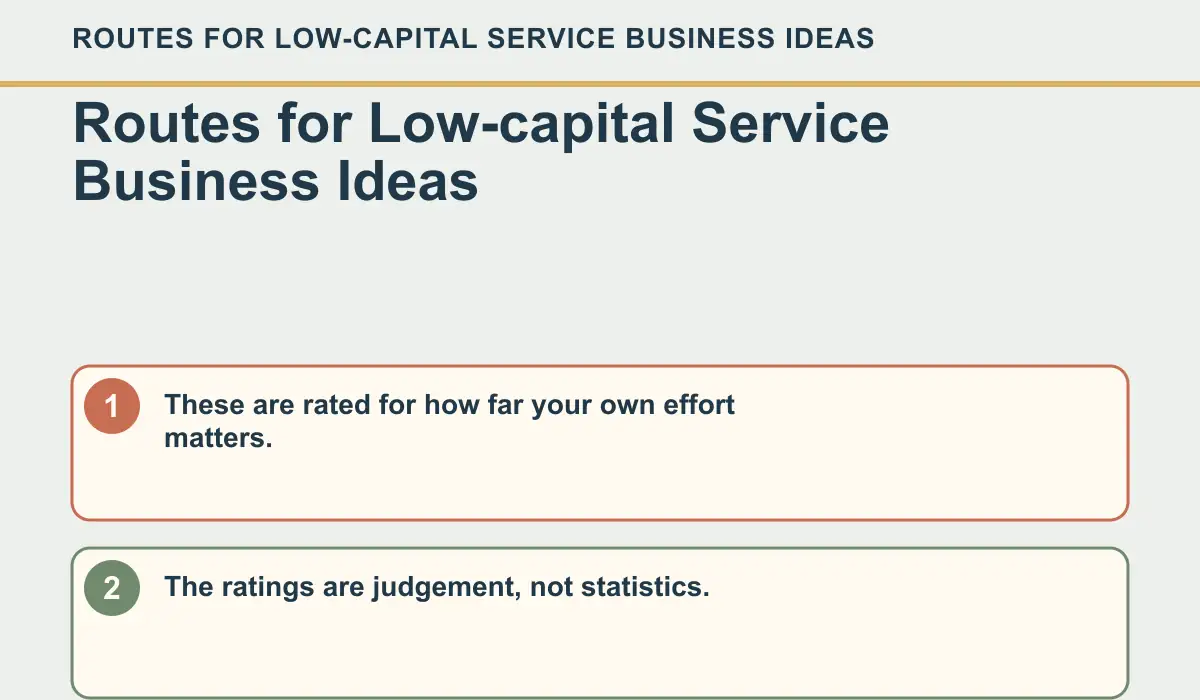 ROUTES FOR LOW-CAPITAL SERVICE BUSINESS IDEAS
Routes for Low-capital Service
Business Ideas
1
These are rated for how far your own effort
matters.
2
The ratings are judgement, not statistics.